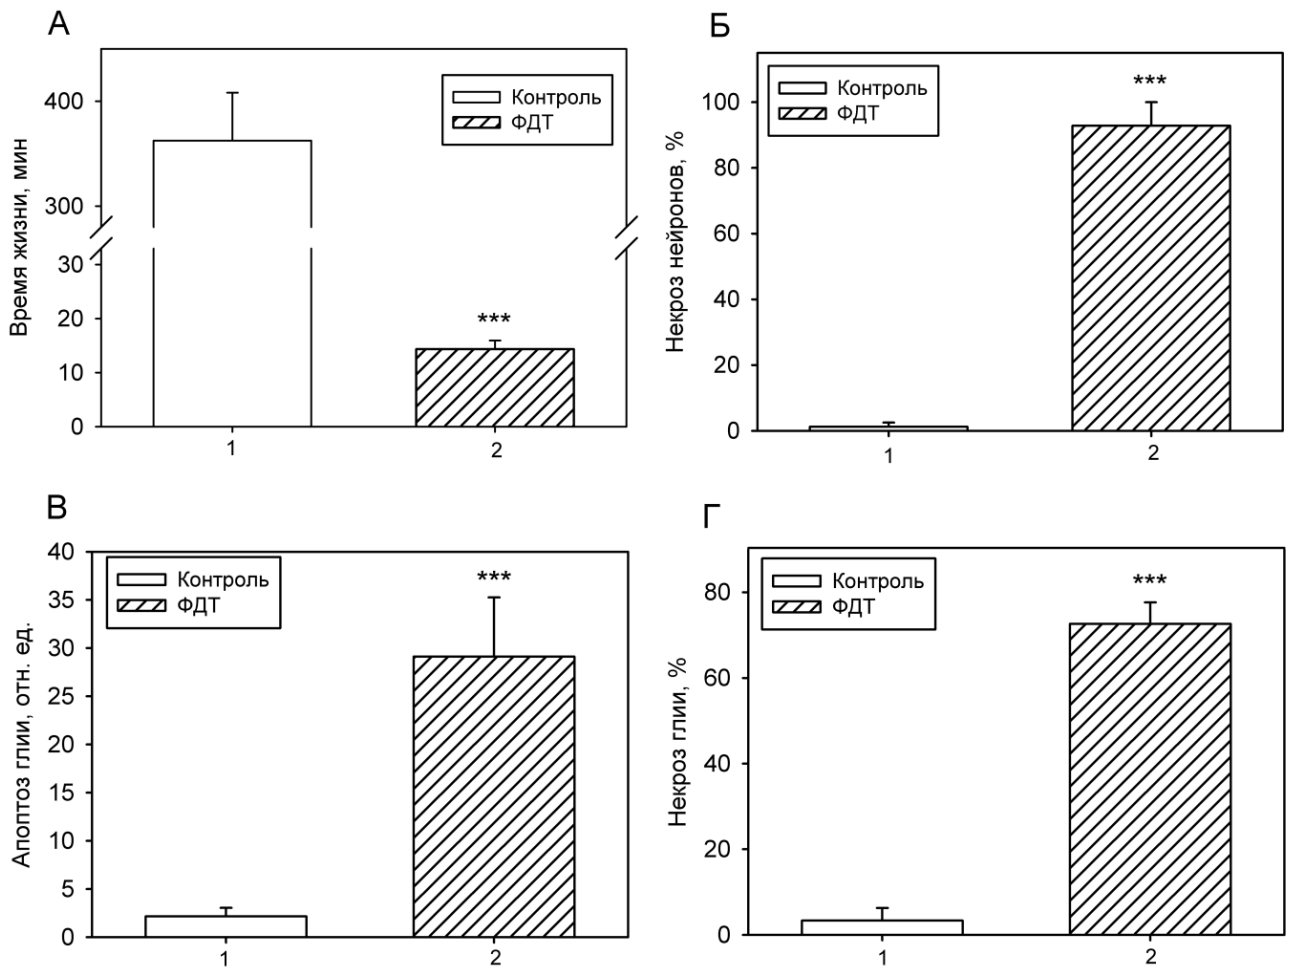 А
Время жизни, мин
400
300
30
20
10
0
Контроль
ФДТ
***
1
2
Б
Некроз нейронов, %
100
80
60
40
20
0
Контроль
ФДТ
***
1
2
В
Апоптоз глии, отн. ед.
40
35
30
25
20
15
10
5
0
Контроль
ФДТ
***
1
2
Г
Некроз глии, %
80
60
40
20
0
Контроль
ФДТ
***
1
2